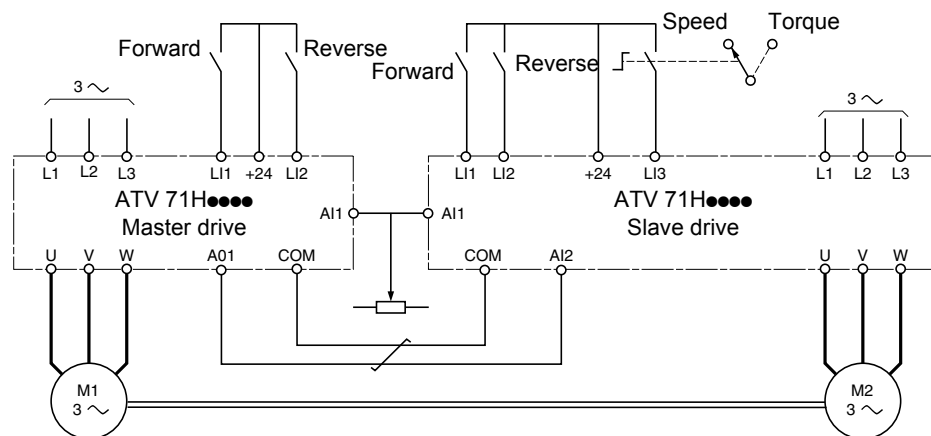 Speed Torque
Forward Reverse
Forward Reverse
3 ∼ 3 ∼
L1 L2 L3 LI1 +24 LI2 LI1 LI2 +24 LI3 L1 L2 L3
ATV 71H●●●● ATV 71H●●●●
AI1 AI1
Master drive Slave drive
U V W A01 COM COM AI2 U V W
M1 M2
3 ∼ 3 ∼